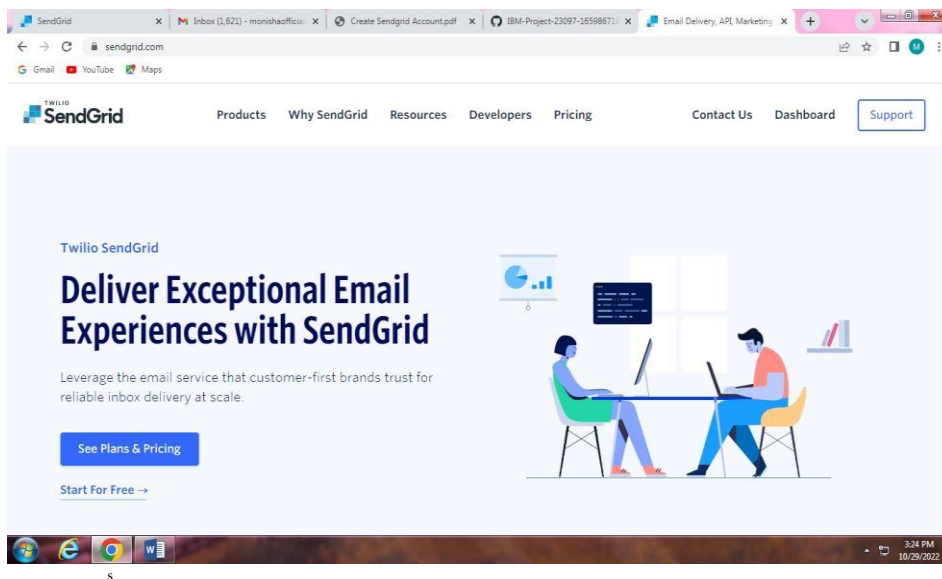 SendGrid
Inbox (1,621) - monishaofficial
Create Sendgrid Account.pdf
IBM-Project-23097-16598671
Email Delivery, API, Marketing
sendgrid.com
M
Gmail
YouTube
Maps
TWILIO
SendGrid
Products
Why SendGrid
Resources
Developers
Pricing
Contact Us
Dashboard
Support
Twilio SendGrid
Deliver Exceptional Email
Experiences with SendGrid
Leverage the email service that customer-first brands trust for
reliable inbox delivery at scale.
See Plans & Pricing
Start For Free →
3:24 PM
10/29/2022
s